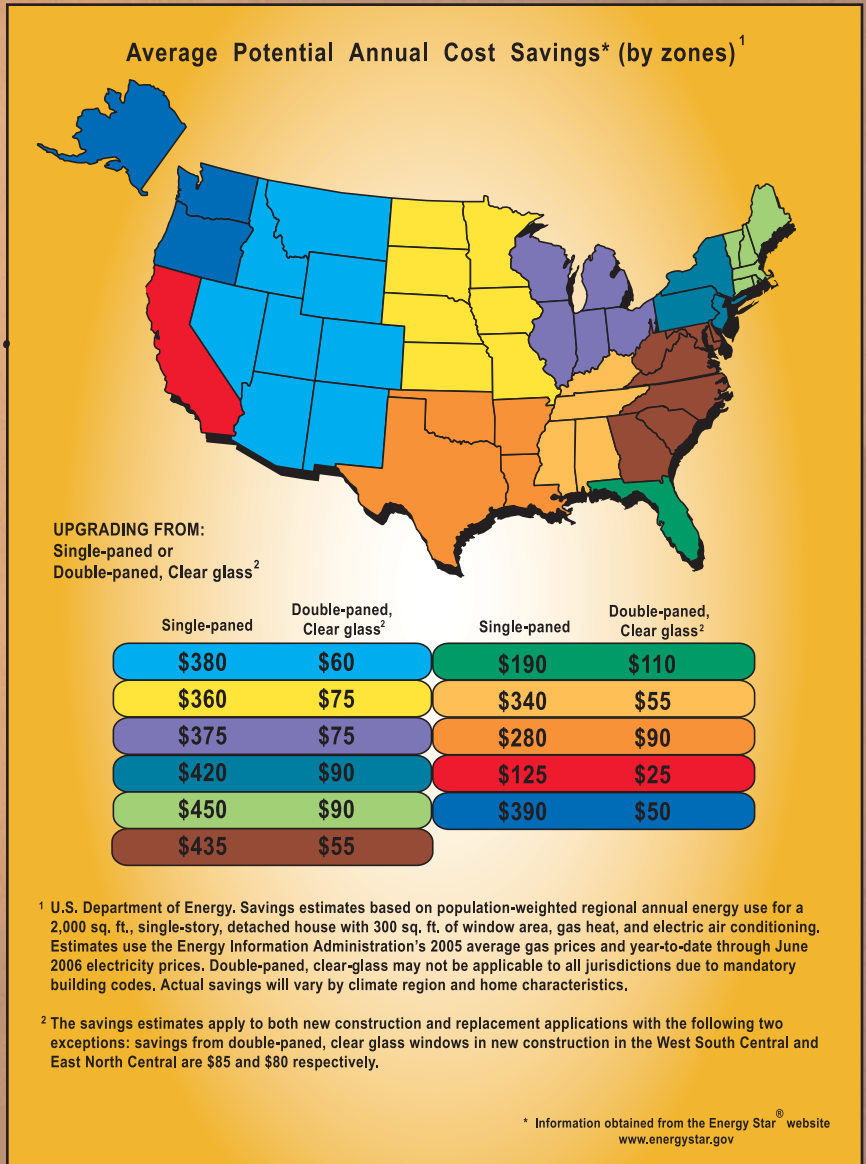 Average Potential Annual Cost Savings* (by zones)¹
UPGRADING FROM:
Single-paned or
Double-paned, Clear glass²
Single-paned Double-paned,
Clear glass²
$380 $60
$360 $75
$375 $75
$420 $90
$450 $90
$435 $55
Single-paned Double-paned,
Clear glass²
$190 $110
$340 $55
$280 $90
$125 $25
$390 $50
¹ U.S. Department of Energy. Savings estimates based on population-weighted regional annual energy use for a
2,000 sq. ft., single-story, detached house with 300 sq. ft. of window area, gas heat, and electric air conditioning.
Estimates use the Energy Information Administration's 2005 average gas prices and year-to-date through June
2006 electricity prices. Double-paned, clear-glass may not be applicable to all jurisdictions due to mandatory
building codes. Actual savings will vary by climate region and home characteristics.
² The savings estimates apply to both new construction and replacement applications with the following two
exceptions: savings from double-paned, clear glass windows in new construction in the West South Central and
East North Central are $85 and $80 respectively.
* Information obtained from the Energy Star® website
www.energystar.gov